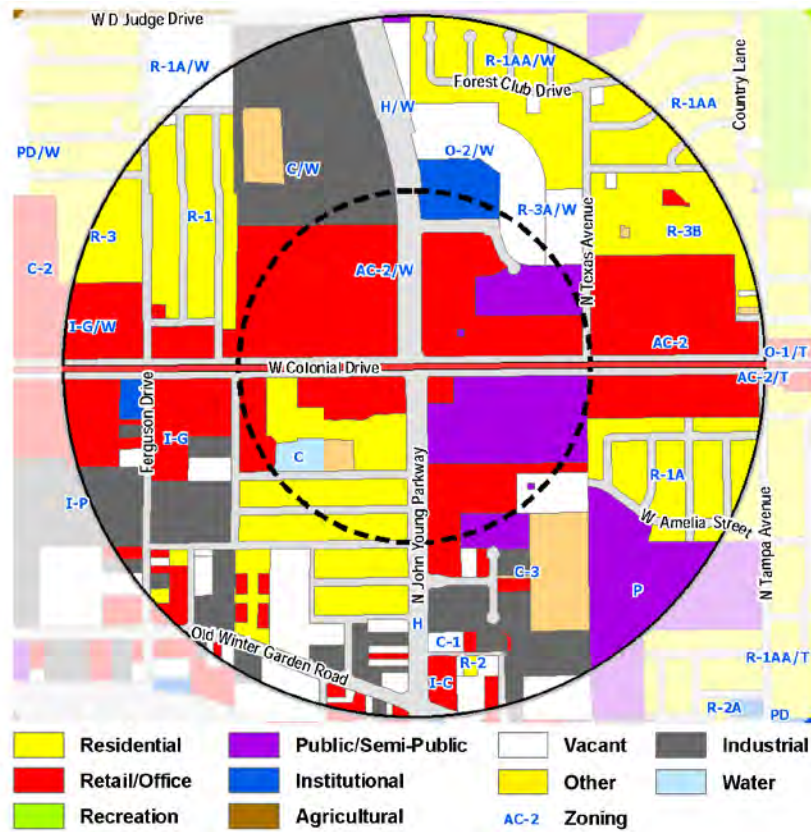 W D Judge Drive
R-1A/W
R-1AA/W
Forest Club Drive
Country Lane
R-1AA
H/W
PD/W
O-2/W
C/W
R-3A/W
R-1
R-3
N Texas Avenue
R-3B
C-2
AC-2/W
I-G/W
AC-2
O-1/T
W Colonial Drive
AC-2/T
Ferguson Drive
I-G
C
N John Young Parkway
R-1A
I-P
W. Amelia Street
N Tampa Avenue
C-3
P
H
Old Winter Garden Road
C-1
R-2
R-1AA/T
I-C
R-2A
PD
Residential
Public/Semi-Public
Vacant
Industrial
Retail/Office
Institutional
Other
Water
Recreation
Agricultural
AC-2 Zoning